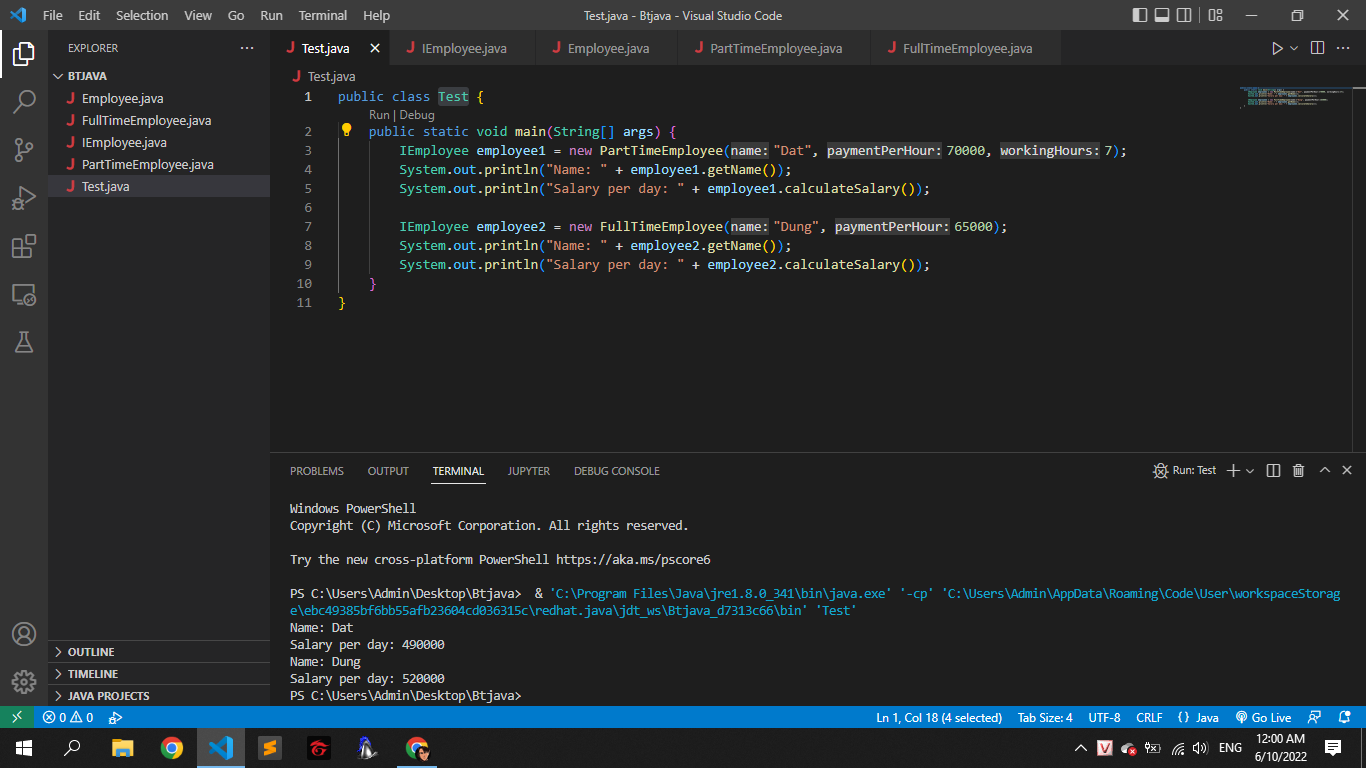 File Edit Selection View Go Run Terminal Help Test.java - Btjava - Visual Studio Code
EXPLORER
BTJAVA
Employee.java
FullTimeEmployee.java
IEmployee.java
PartTimeEmployee.java
Test.java
OUTLINE
TIMELINE
JAVA PROJECTS
Test.java IEmployee.java Employee.java PartTimeEmployee.java FullTimeEmployee.java
Test.java
1 public class Test {
Run | Debug
2 public static void main(String[] args) {
3 IEmployee employee1 = new PartTimeEmployee(name: "Dat", paymentPerHour: 70000, workingHours: 7);
4 System.out.println("Name: " + employee1.getName());
5 System.out.println("Salary per day: " + employee1.calculateSalary());
6
7 IEmployee employee2 = new FullTimeEmployee(name: "Dung", paymentPerHour: 65000);
8 System.out.println("Name: " + employee2.getName());
9 System.out.println("Salary per day: " + employee2.calculateSalary());
10 }
11 }
PROBLEMS OUTPUT TERMINAL JUPYTER DEBUG CONSOLE Run: Test
Windows PowerShell
Copyright (C) Microsoft Corporation. All rights reserved.
Try the new cross-platform PowerShell https://aka.ms/pscore6
PS C:\Users\Admin\Desktop\Btjava> & 'C:\Program Files\Java\jre1.8.0_341\bin\java.exe' '-cp' 'C:\Users\Admin\AppData\Roaming\Code\User\workspaceStorag
e\ebc49385bf6bb55afb23604cd036315c\redhat.java\jdt_ws\Btjava_d7313c66\bin' 'Test'
Name: Dat
Salary per day: 490000
Name: Dung
Salary per day: 520000
PS C:\Users\Admin\Desktop\Btjava>
0 0 Ln 1, Col 18 (4 selected) Tab Size: 4 UTF-8 CRLF {} Java Go Live
ENG 12:00 AM
6/10/2022